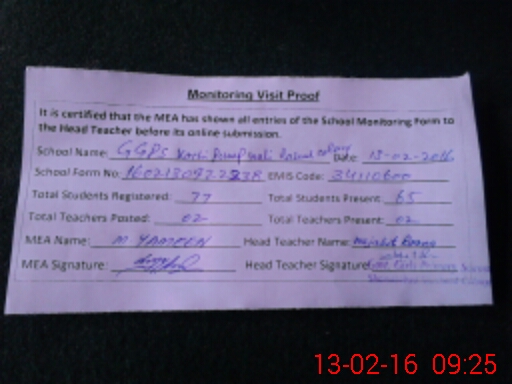 Monitoring Visit Proof
It is certified that the MEA has shown all entries of the School Monitoring Form to
the Head Teacher before its online submission.
School Name: GGPS Date: 13-02-2016
School Form No: EMIS Code: 34110600
Total Students Registered: 77 Total Students Present: 65
Total Teachers Posted: 02 Total Teachers Present: 02
MEA Name: M YAMEEN Head Teacher Name:
MEA Signature: Head Teacher Signature
13-02-16 09:25